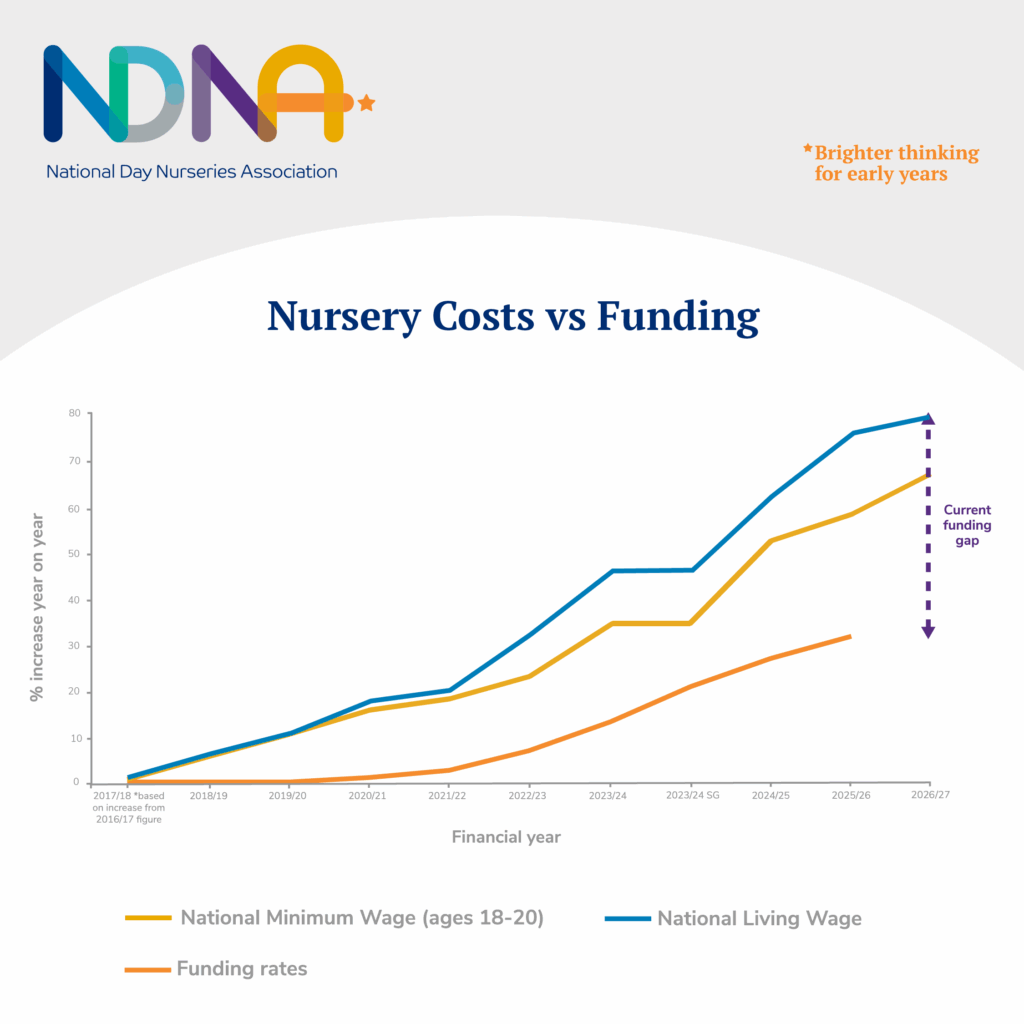 NDNA
National Day Nurseries Association
Brighter thinking
for early years
Nursery Costs vs Funding
% increase year on year
80
70
60
50
40
30
20
10
0
2017/18 *based
on increase from
2016/17 figure
2018/19
2019/20
2020/21
2021/22
2022/23
2023/24
2023/24 SG
2024/25
2025/26
2026/27
Current
funding
gap
Financial year
National Minimum Wage (ages 18-20)
National Living Wage
Funding rates